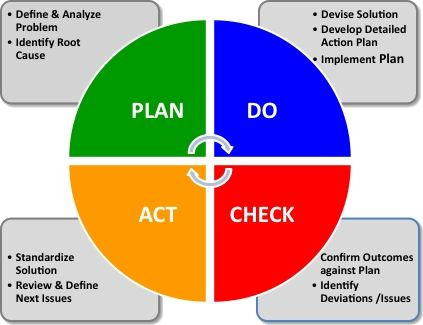 • Define & Analyze
Problem
• Identify Root
Cause
• Devise Solution
• Develop Detailed
Action Plan
• Implement Plan
PLAN
DO
ACT
CHECK
• Standardize
Solution
• Review & Define
Next Issues
Confirm Outcomes
against Plan
• Identify
Deviations /Issues